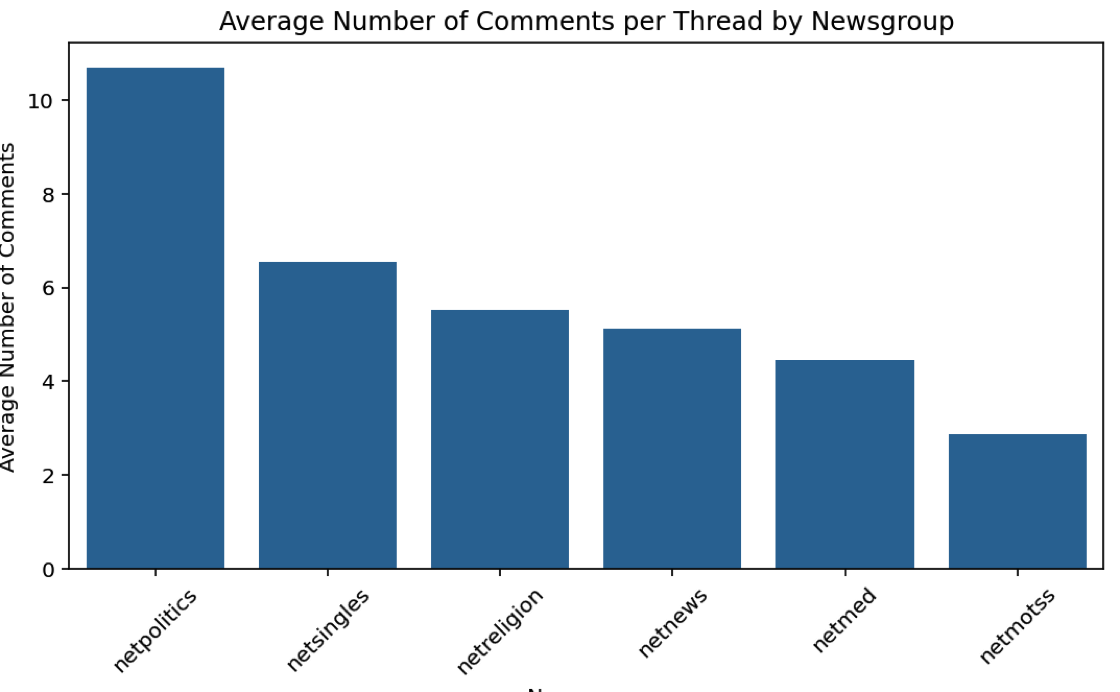 Average Number of Comments per Thread by Newsgroup
Average Number of Comments
10
8
6
4
2
0
netpolitics
netsingles
netreligion
netnews
netmed
netmotss